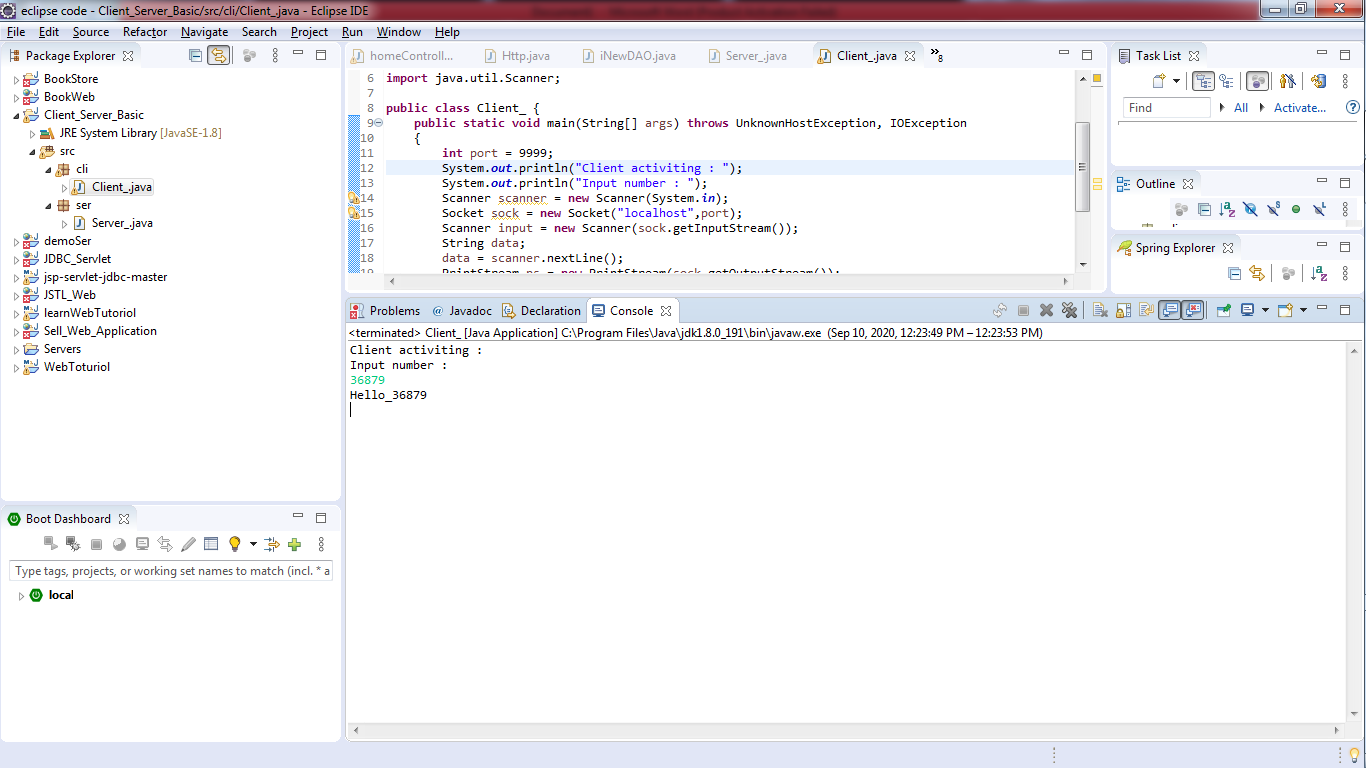 eclipse code - Client_Server_Basic/src/cli/Client_.java - Eclipse IDE
File Edit Source Refactor Navigate Search Project Run Window Help
Package Explorer
BookStore
BookWeb
Client_Server_Basic
JRE System Library [JavaSE-1.8]
src
cli
Client_.java
ser
Server_.java
demoSer
JDBC_Servlet
jsp-servlet-jdbc-master
JSTL_Web
learnWebTutoriol
Sell_Web_Application
Servers
WebToturiol
Boot Dashboard
Type tags, projects, or working set names to match (incl. * a
local
homeControll... Http.java iNewDAO.java Server_.java Client_.java »8
6 import java.util.Scanner;
7
8 public class Client_ {
9 public static void main(String[] args) throws UnknownHostException, IOException
10 {
11 int port = 9999;
12 System.out.println("Client activiting : ");
13 System.out.println("Input number : ");
14 Scanner scanner = new Scanner(System.in);
15 Socket sock = new Socket("localhost",port);
16 Scanner input = new Scanner(sock.getInputStream());
17 String data;
18 data = scanner.nextLine();
19 PrintStream ps = new PrintStream(sock.getOutputStream());
Problems @ Javadoc Declaration Console
<terminated> Client_ [Java Application] C:\Program Files\Java\jdk1.8.0_191\bin\javaw.exe (Sep 10, 2020, 12:23:49 PM – 12:23:53 PM)
Client activiting :
Input number :
36879
Hello_36879
Task List
Find All Activate...
Outline
Spring Explorer